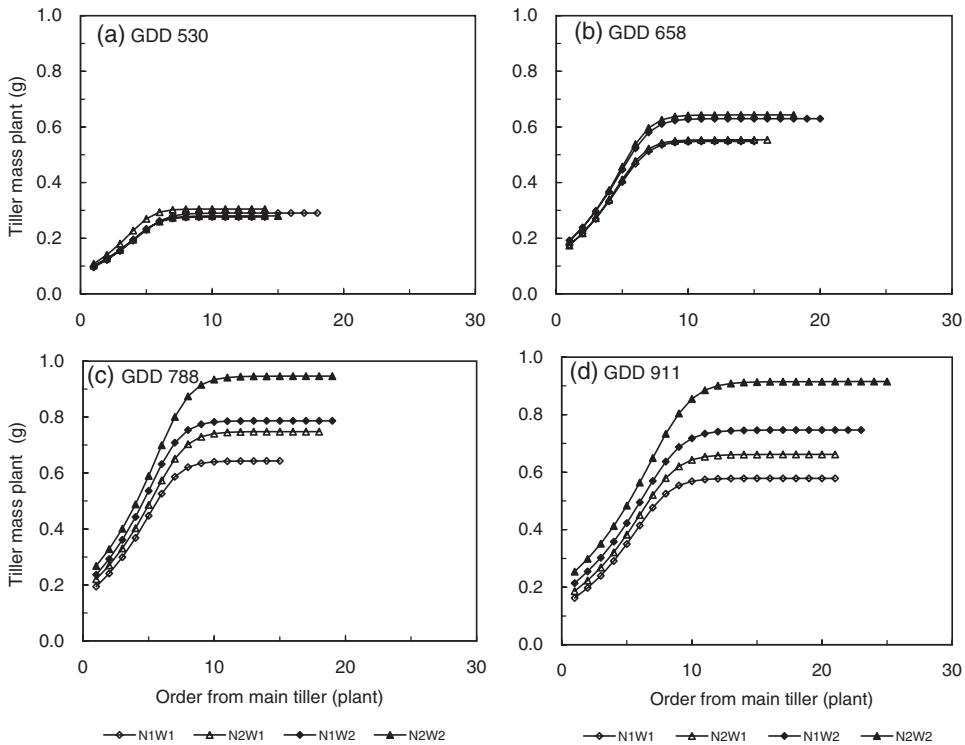 (a) GDD 530
Tiller mass plant (g)
1.0
0.8
0.6
0.4
0.2
0.0
0 10 20 30
(b) GDD 658
1.0
0.8
0.6
0.4
0.2
0.0
0 10 20 30
(c) GDD 788
Tiller mass plant (g)
1.0
0.8
0.6
0.4
0.2
0.0
0 10 20 30
Order from main tiller (plant)
(d) GDD 911
1.0
0.8
0.6
0.4
0.2
0.0
0 10 20 30
Order from main tiller (plant)
N1W1 N2W1 N1W2 N2W2
N1W1 N2W1 N1W2 N2W2